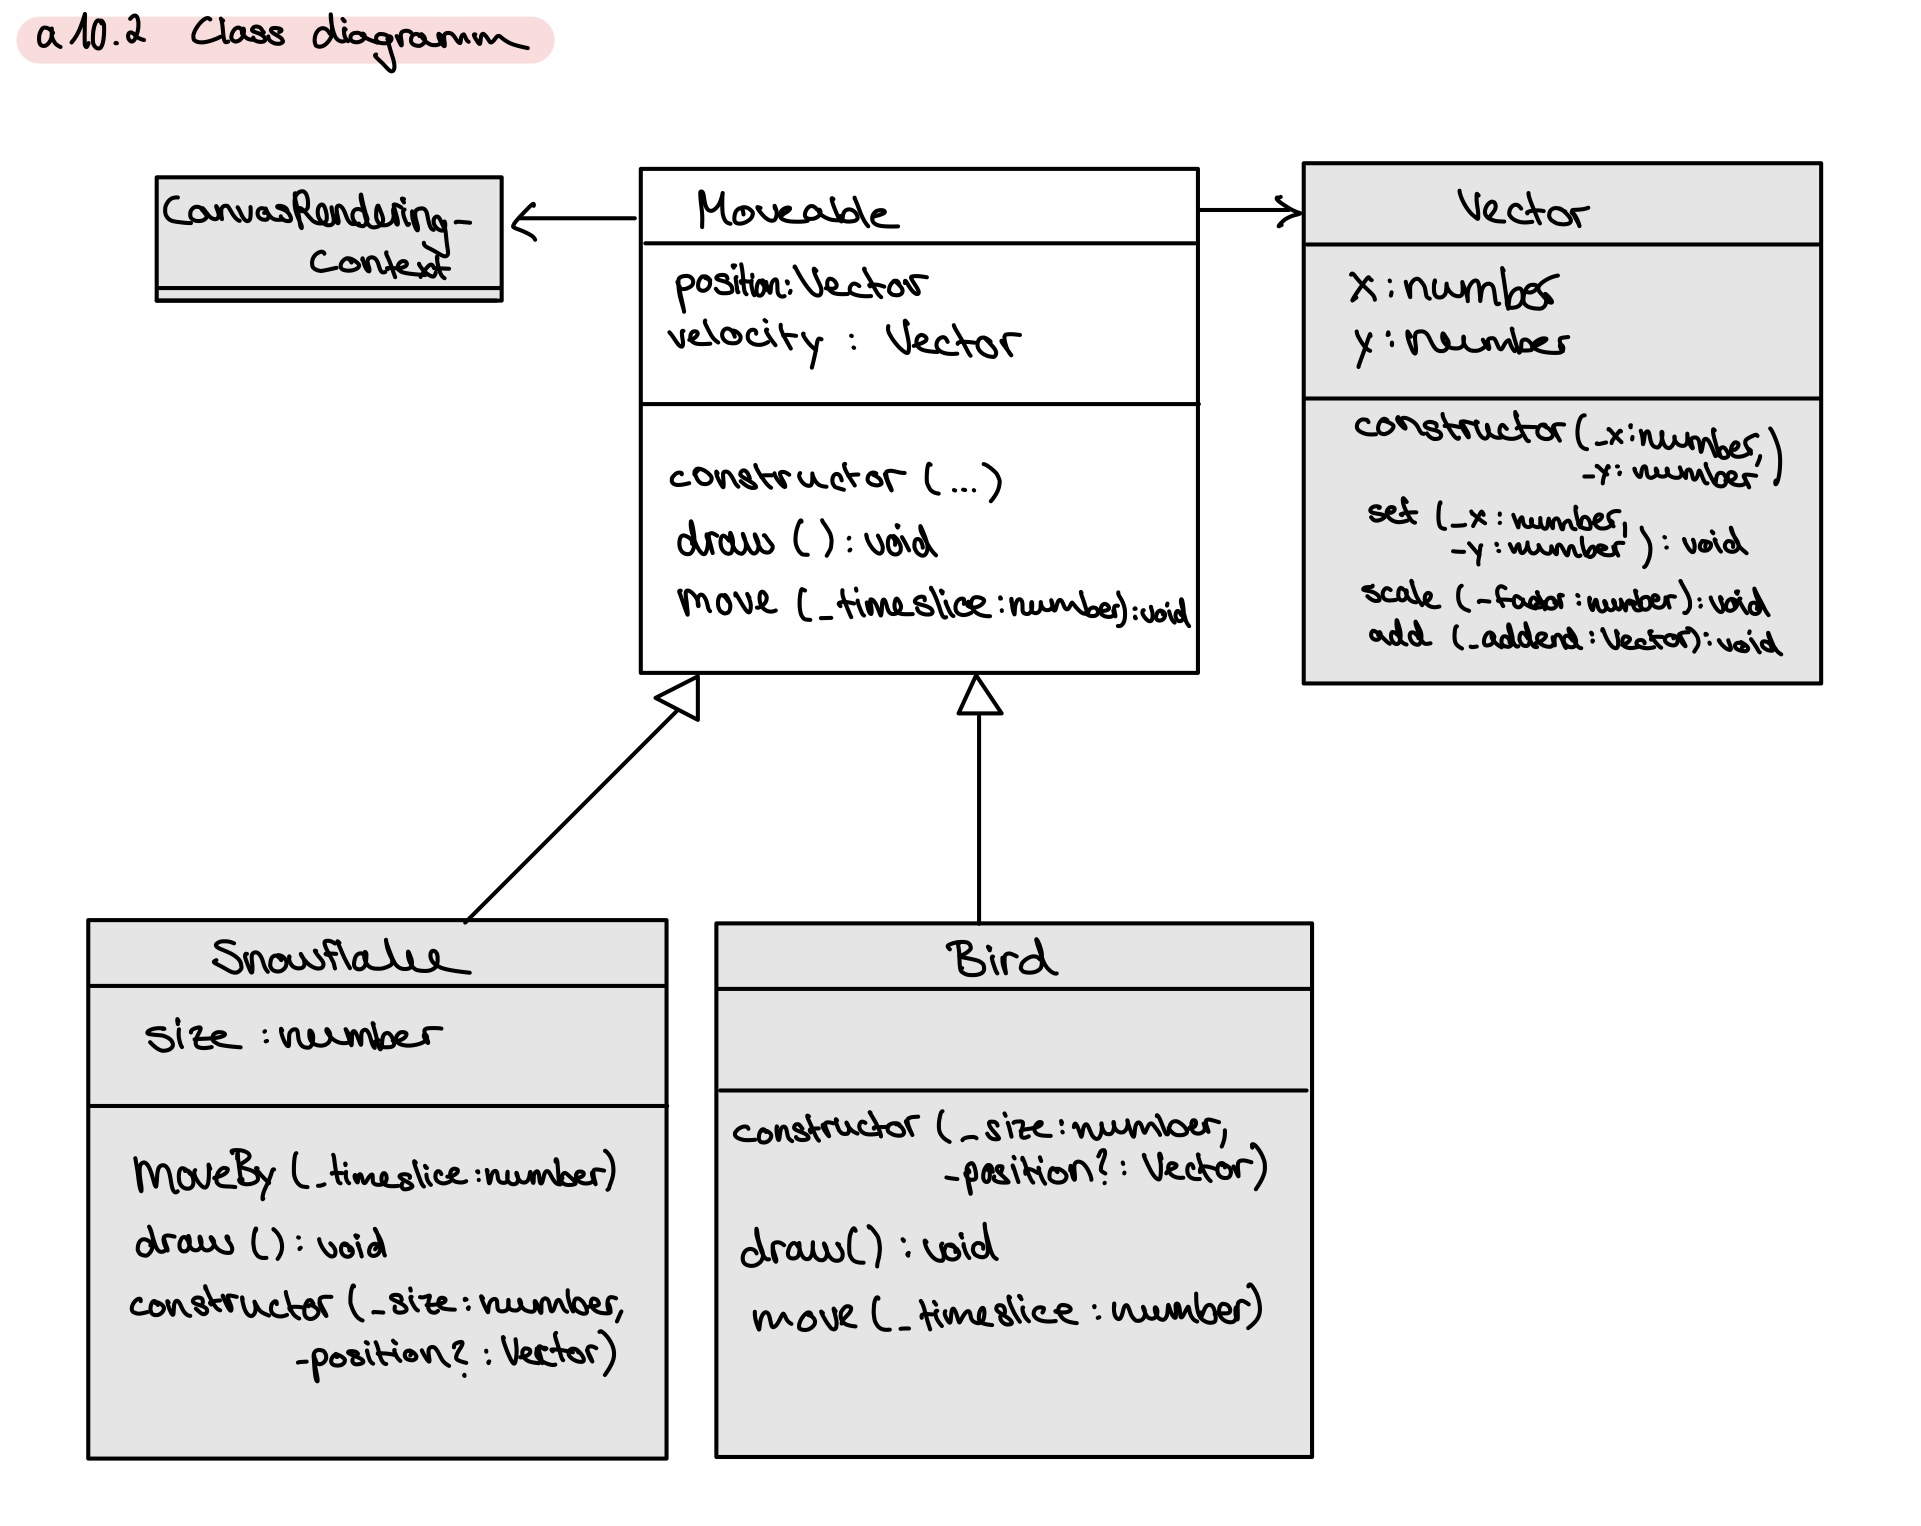 a 10.2 Class diagramm
CanvasRendering-
Context
Moveable
position: Vector
velocity : Vector
constructor (...)
draw () : void
move (_timeslice : number) : void
Vector
x : number
y : number
constructor (_x : number,
_y : number)
set (_x : number,
_y : number) : void
scale (_factor : number) : void
add (_addend : Vector) : void
Snowflake
size : number
MoveBy (_timeslice : number)
draw () : void
constructor (_size : number,
_position? : Vector)
Bird
constructor (_size : number,
_position? : Vector)
draw() : void
move (_timeslice : number)